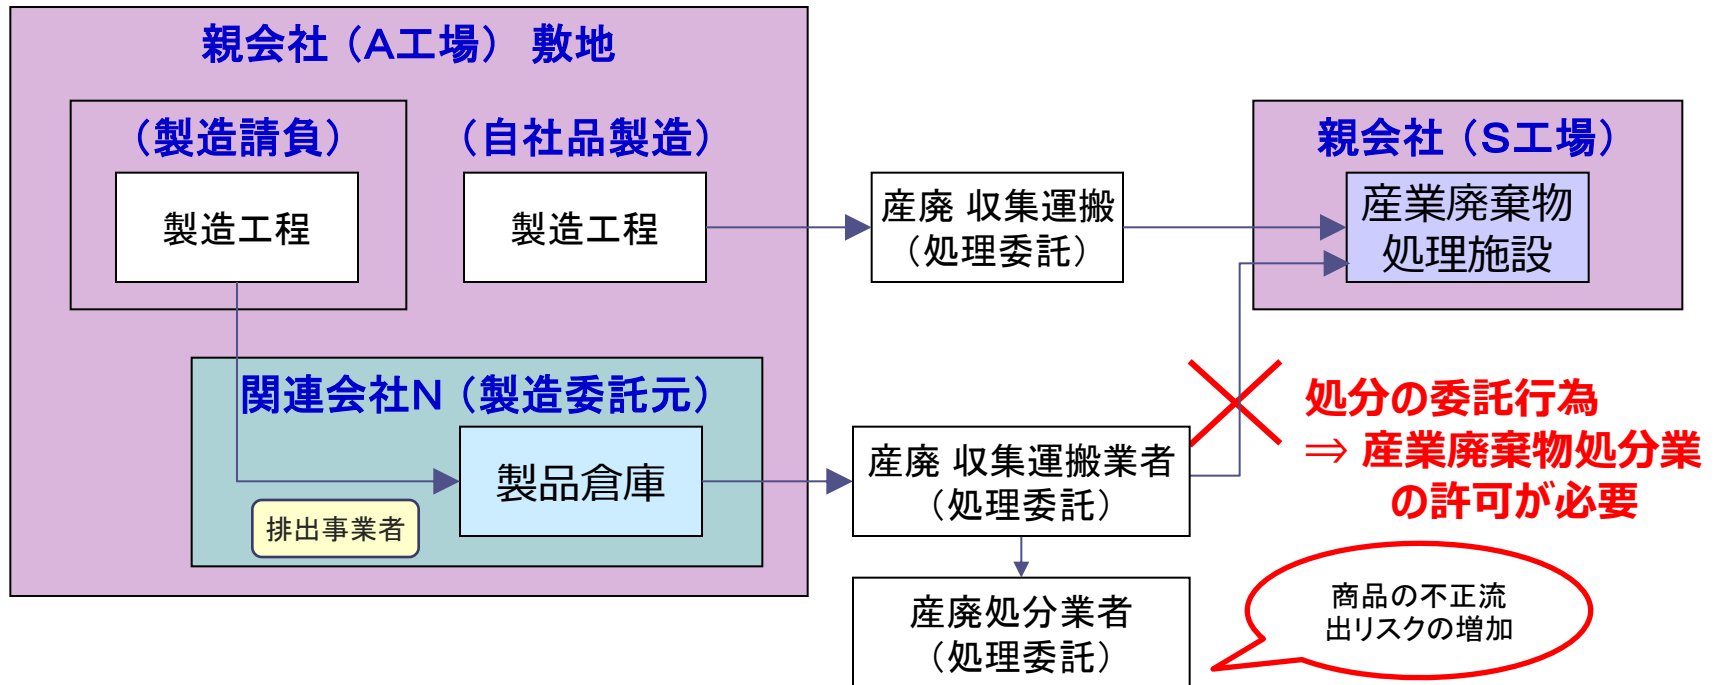 親会社（A工場） 敷地
（製造請負）
（自社品製造）
親会社（S工場）
製造工程
製造工程
産廃 収集運搬
（処理委託）
産業廃棄物
処理施設
関連会社N（製造委託元）
製品倉庫
排出事業者
産廃 収集運搬業者
（処理委託）
処分の委託行為
⇒ 産業廃棄物処分業
の許可が必要
産廃処分業者
（処理委託）
商品の不正流
出リスクの増加